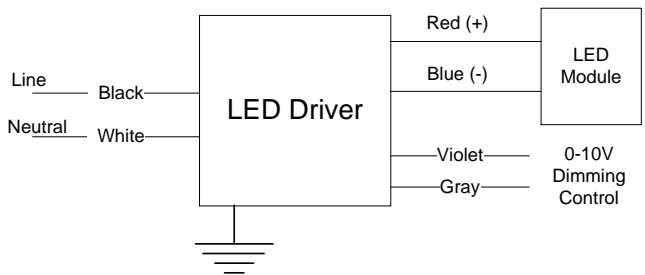 Line
Black
Neutral
White
LED Driver
Red (+)
Blue (-)
LED
Module
Violet
Gray
0-10V
Dimming
Control